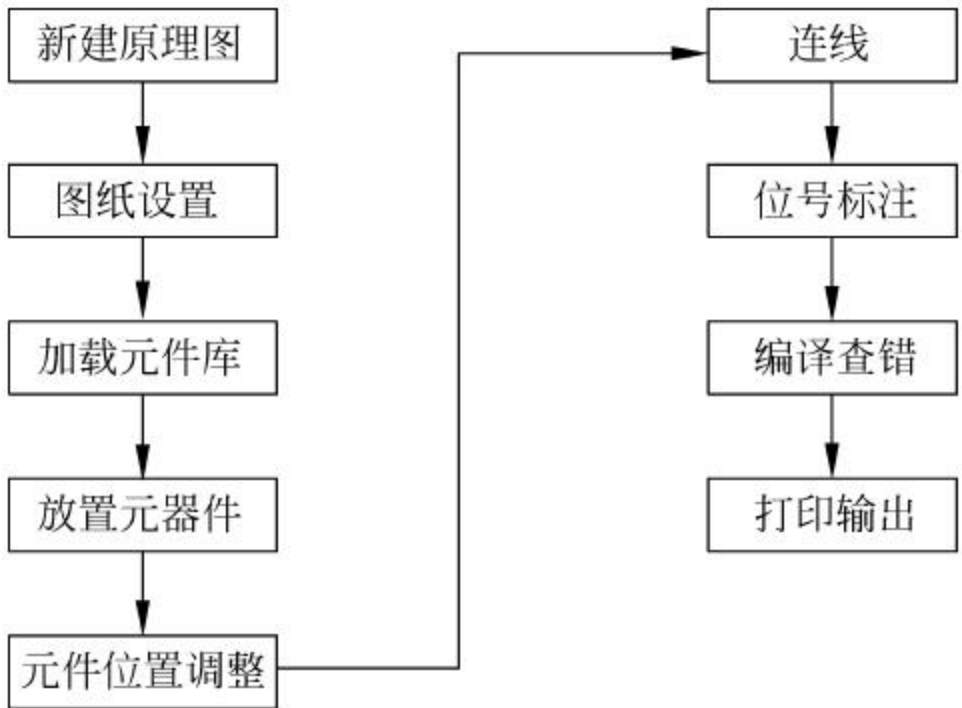 新建原理图
图纸设置
加载元件库
放置元器件
元件位置调整
连线
位号标注
编译查错
打印输出